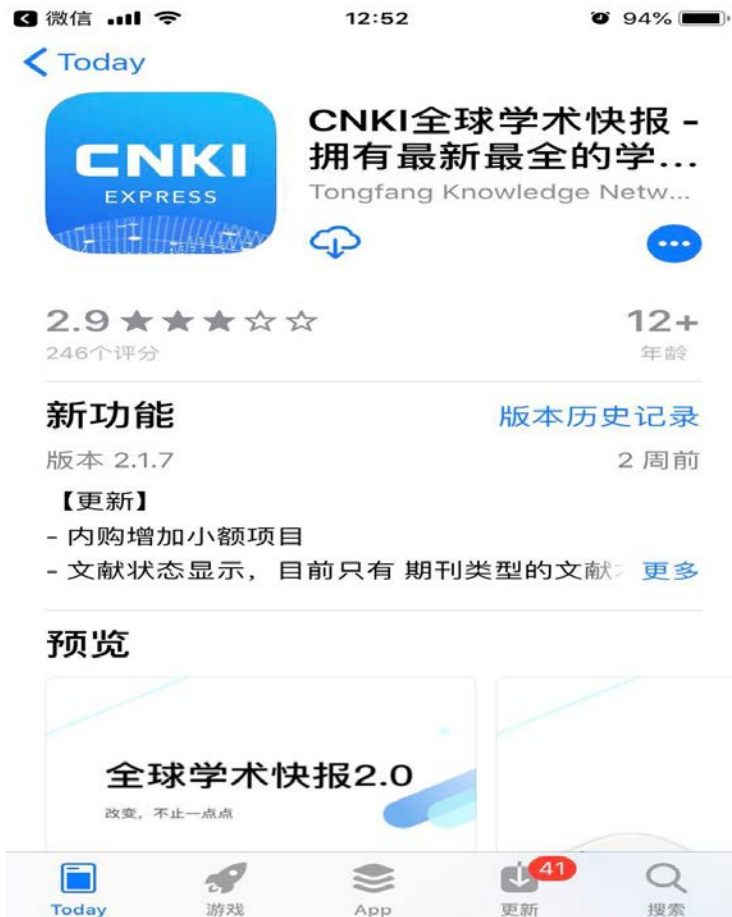 微信
12:52
94%
Today
CNKI
EXPRESS
CNKI全球学术快报 -
拥有最新最全的学...
Tongfang Knowledge Netw...
2.9
12+
246个评分
年龄
新功能
版本历史记录
版本 2.1.7
2 周前
【更新】
- 内购增加小额项目
- 文献状态显示，目前只有 期刊类型的文献
更多
预览
全球学术快报2.0
改变，不止一点点
41
Today
游戏
App
更新
搜索